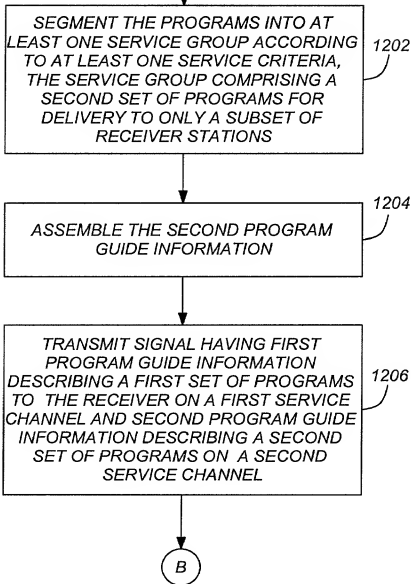 SEGMENT THE PROGRAMS INTO AT
LEAST ONE SERVICE GROUP ACCORDING
TO AT LEAST ONE SERVICE CRITERIA,
THE SERVICE GROUP COMPRISING A
SECOND SET OF PROGRAMS FOR
DELIVERY TO ONLY A SUBSET OF
RECEIVER STATIONS
1202
ASSEMBLE THE SECOND PROGRAM
GUIDE INFORMATION
1204
TRANSMIT SIGNAL HAVING FIRST
PROGRAM GUIDE INFORMATION
DESCRIBING A FIRST SET OF PROGRAMS
TO THE RECEIVER ON A FIRST SERVICE
CHANNEL AND SECOND PROGRAM GUIDE
INFORMATION DESCRIBING A SECOND
SET OF PROGRAMS ON A SECOND
SERVICE CHANNEL
1206
B